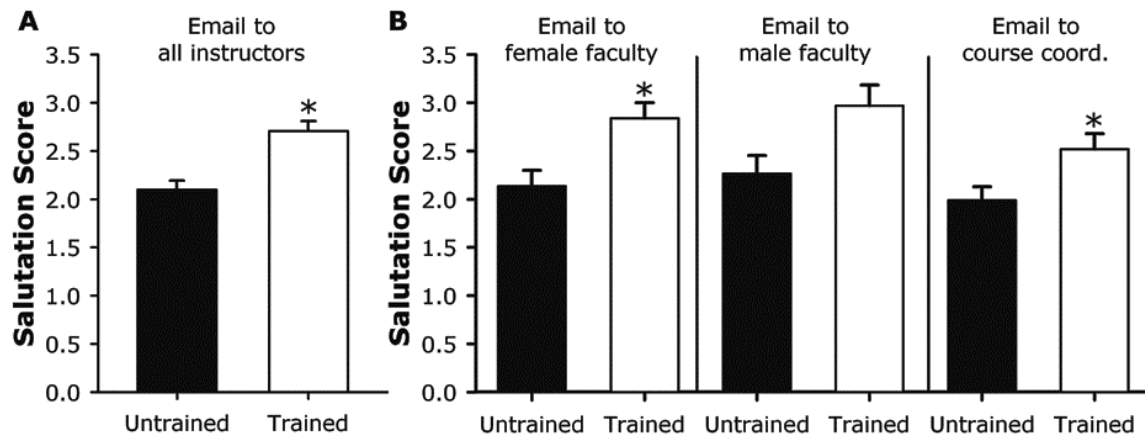 A
Email to
all instructors
Salutation Score
3.5
3.0
2.5
2.0
1.5
1.0
0.5
0.0
*
Untrained Trained
B
Email to
female faculty
Email to
male faculty
Email to
course coord.
Salutation Score
3.5
3.0
2.5
2.0
1.5
1.0
0.5
0.0
*
*
Untrained Trained Untrained Trained Untrained Trained